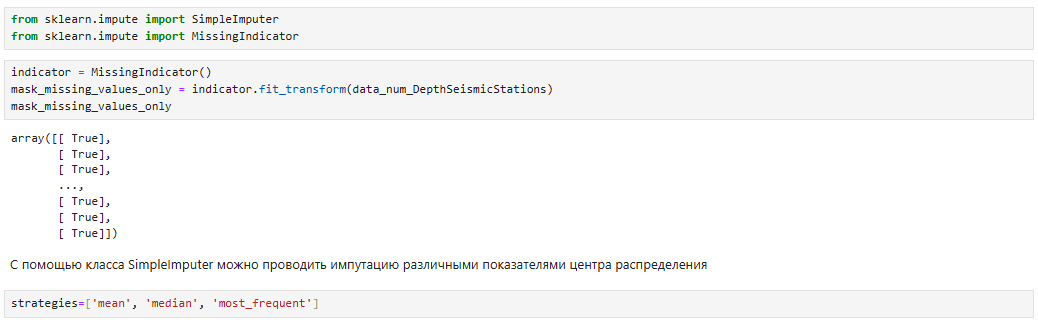 from sklearn.impute import SimpleImputer
from sklearn.impute import MissingIndicator
indicator = MissingIndicator()
mask_missing_values_only = indicator.fit_transform(data_num_DepthSeismicStations)
mask_missing_values_only
array([[ True],
       [ True],
       [ True],
       ...,
       [ True],
       [ True],
       [ True]])
С помощью класса SimpleImputer можно проводить импутацию различными показателями центра распределения
strategies=['mean', 'median', 'most_frequent']